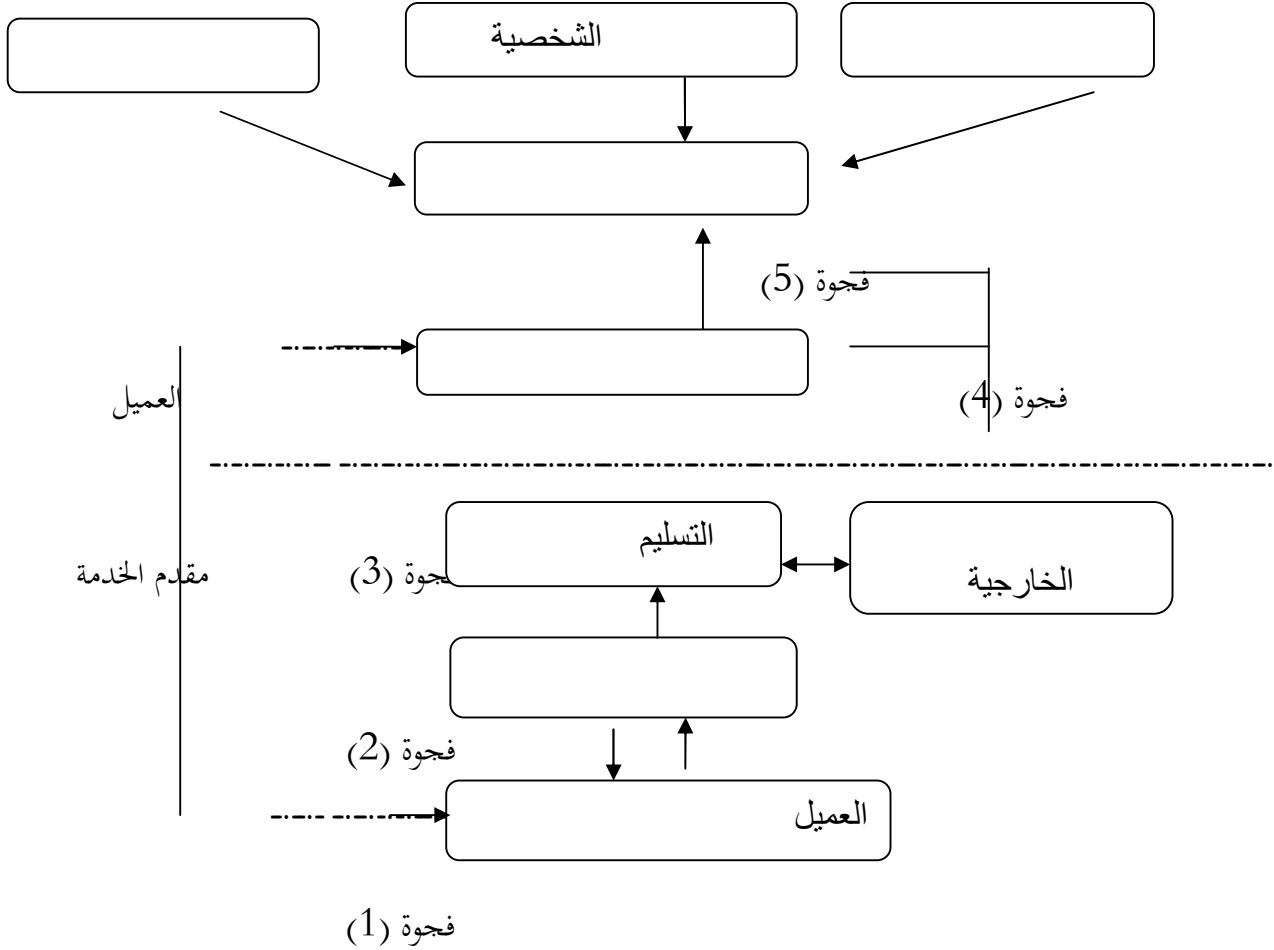 الشخصية
فجوة (5)
العميل
فجوة (4)
التسليم
مقدم الخدمة
فجوة (3)
الخارجية
فجوة (2)
العميل
فجوة (1)